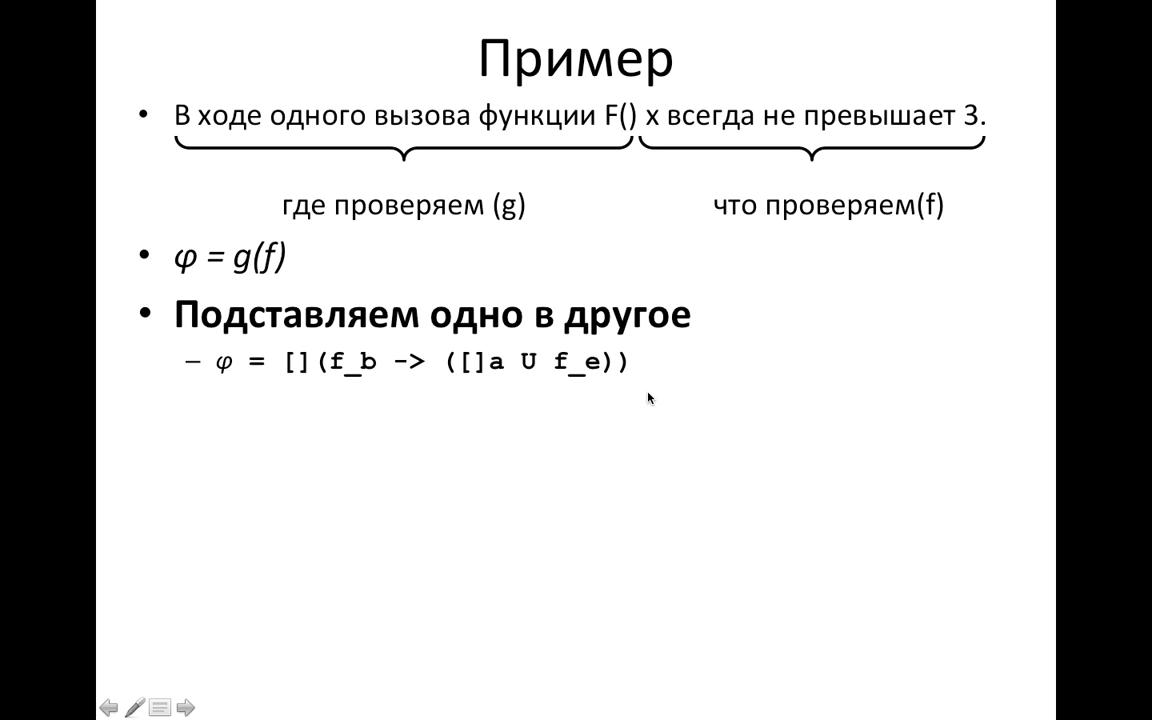 Пример
• В ходе одного вызова функции F() x всегда не превышает 3.
где проверяем (g) что проверяем(f)
• φ = g(f)
• Подставляем одно в другое
– φ = [](f_b -> ([]a U f_e))